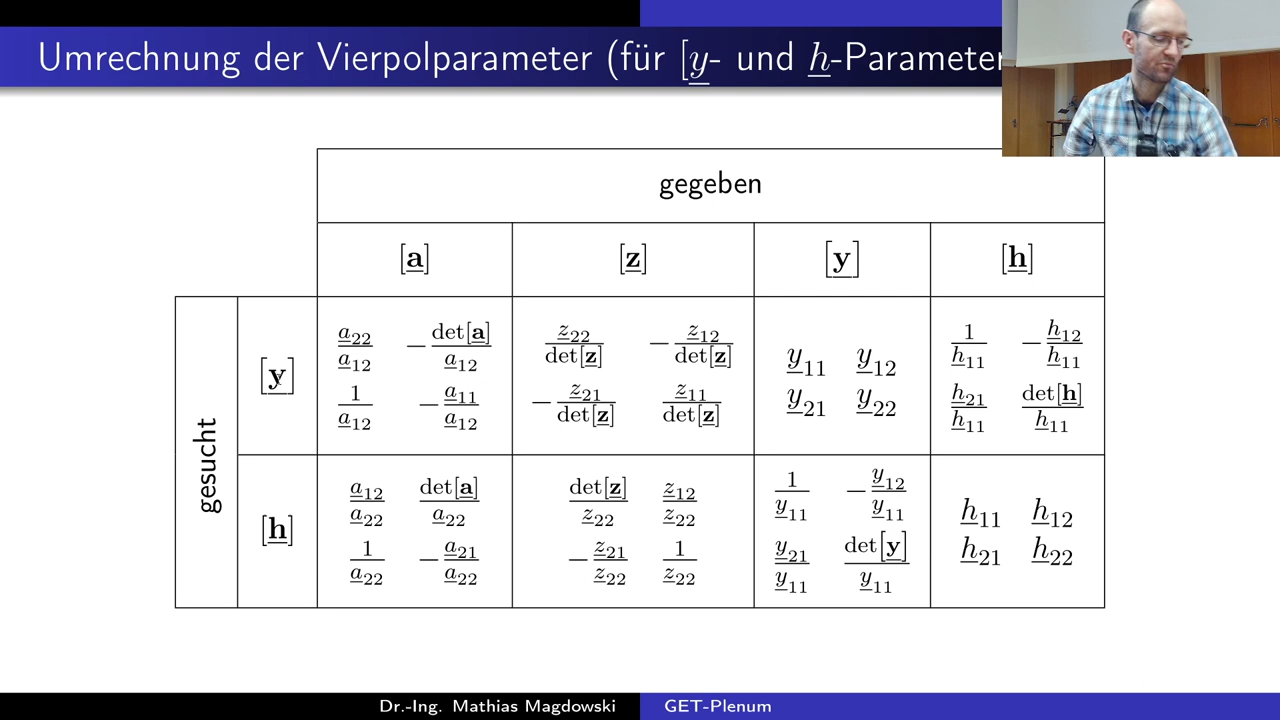 Umrechnung der Vierpolparameter (für [y- und h-Parameter
gegeben
[a] [z] [y] [h]
gesucht
[y]
a22/a12 −det[a]/a12 z22/det[z] −z12/det[z] y11 y12 1/h11 −h12/h11
1/a12 −a11/a12 −z21/det[z] z11/det[z] y21 y22 h21/h11 det[h]/h11
[h]
a12/a22 det[a]/a22 det[z]/z22 z12/z22 1/y11 −y12/y11 h11 h12
1/a22 −a21/a22 −z21/z22 1/z22 y21/y11 det[y]/y11 h21 h22
Dr.-Ing. Mathias Magdowski GET-Plenum